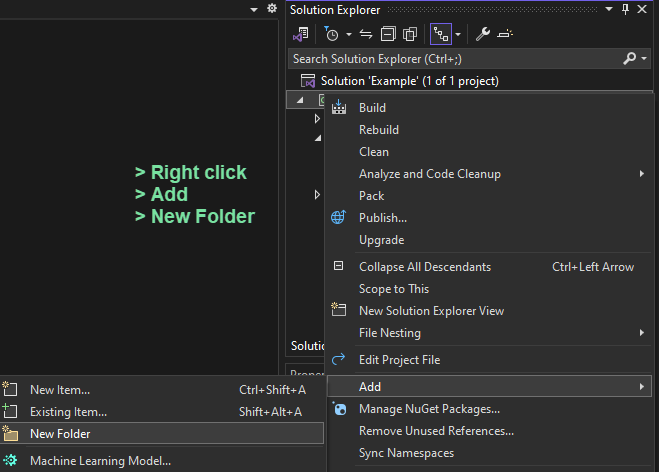 Solution Explorer
Search Solution Explorer (Ctrl+;)
Solution 'Example' (1 of 1 project)
Build
Rebuild
Clean
Analyze and Code Cleanup
Pack
Publish...
Upgrade
Collapse All Descendants Ctrl+Left Arrow
Scope to This
New Solution Explorer View
File Nesting
Edit Project File
Add
Manage NuGet Packages...
Remove Unused References...
Sync Namespaces
> Right click
> Add
> New Folder
New Item... Ctrl+Shift+A
Existing Item... Shift+Alt+A
New Folder
Machine Learning Model...